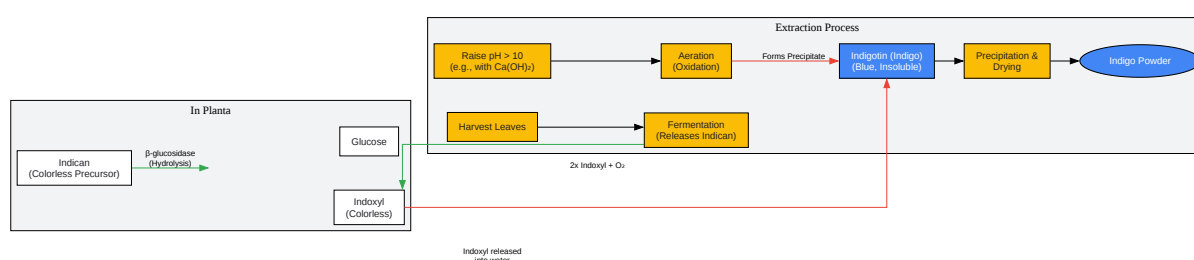 Extraction Process
Raise pH > 10
(e.g., with Ca(OH)₂)
Aeration
(Oxidation)
Forms Precipitate
Indigotin (Indigo)
(Blue, Insoluble)
Precipitation &
Drying
Indigo Powder
Harvest Leaves
Fermentation
(Releases Indican)
2x Indoxyl + O₂
In Planta
Indican
(Colorless Precursor)
β-glucosidase
(Hydrolysis)
Glucose
Indoxyl
(Colorless)
Indoxyl released
into water